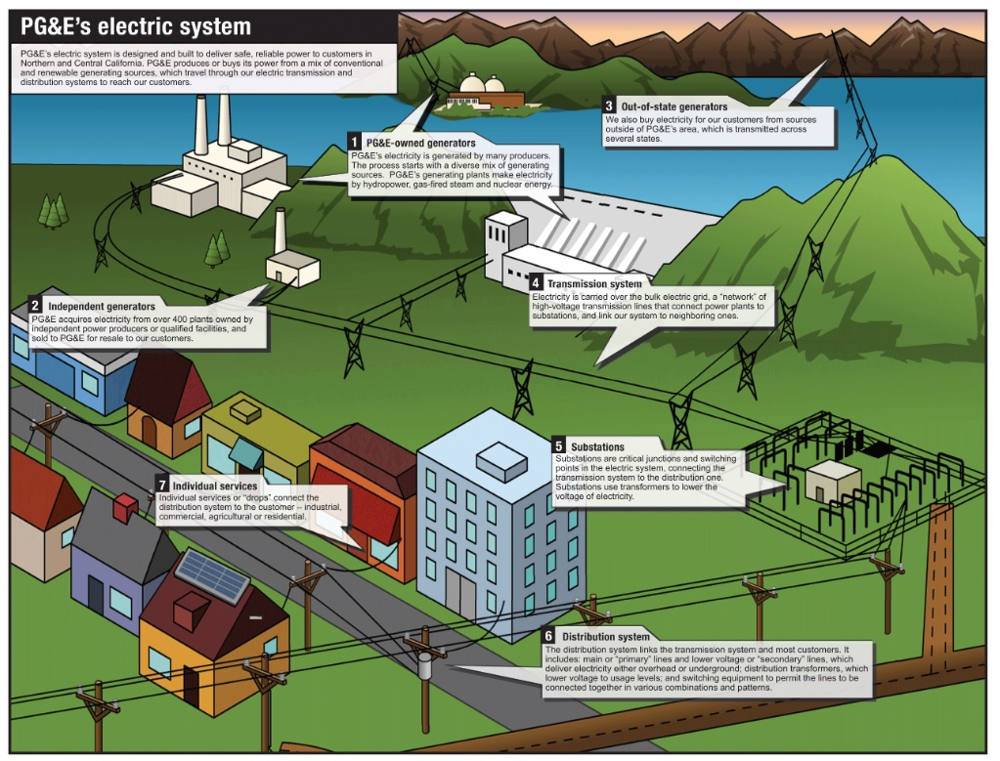 PG&E's electric system
PG&E's electric system is designed and built to deliver safe, reliable power to customers in
Northern and Central California. PG&E produces or buys its power from a mix of conventional
and renewable generating sources, which travel through our electric transmission and
distribution systems to reach our customers.
3 Out-of-state generators
We also buy electricity for our customers from sources
outside of PG&E's area, which is transmitted across
several states.
1 PG&E-owned generators
PG&E's electricity is generated by many producers.
The process starts with a diverse mix of generating
sources. PG&E's generating plants make electricity
by hydropower, gas-fired steam and nuclear energy.
4 Transmission system
Electricity is carried over the bulk electric grid, a "network" of
high-voltage transmission lines that connect power plants to
substations, and link our system to neighboring ones.
2 Independent generators
PG&E acquires electricity from over 400 plants owned by
independent power producers or qualified facilities, and
sold to PG&E for resale to our customers.
5 Substations
Substations are critical junctions and switching
points in the electric system, connecting the
transmission system to the distribution one.
Substations use transformers to lower the
voltage of electricity.
7 Individual services
Individual services or "drops" connect the
distribution system to the customer – industrial,
commercial, agricultural or residential.
6 Distribution system
The distribution system links the transmission system and most customers. It
includes: main or "primary" lines and lower voltage or "secondary" lines, which
deliver electricity either overhead or underground; distribution transformers, which
lower voltage to usage levels; and switching equipment to permit the lines to be
connected together in various combinations and patterns.